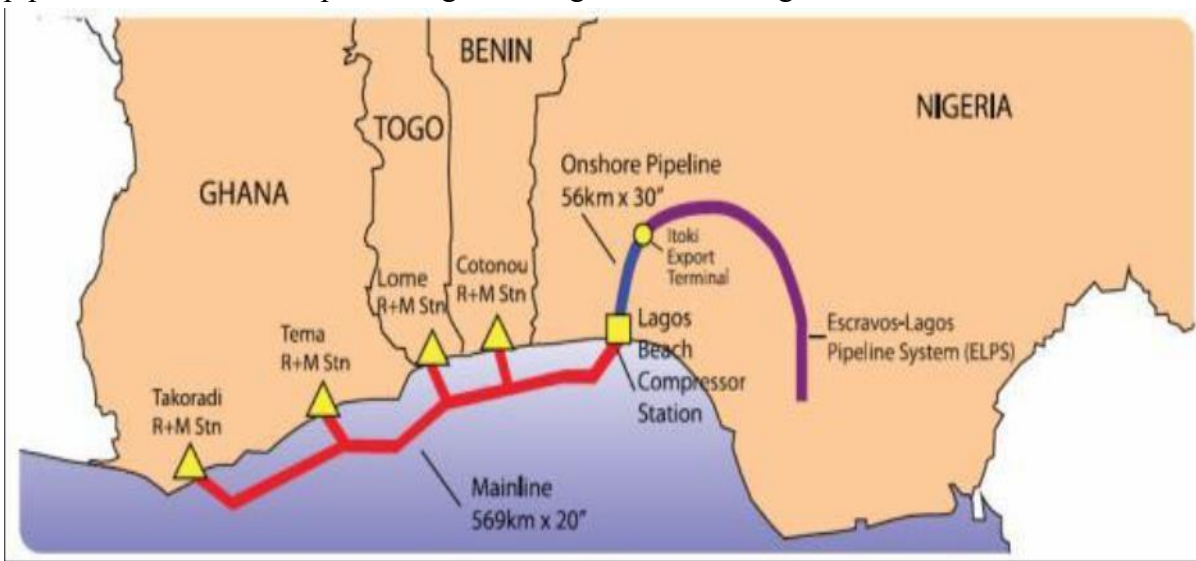 BENIN
NIGERIA
TOGO
GHANA
Onshore Pipeline
56km x 30”
Itoki
Export
Terminal
Cotonou
R+M Stn
Lome
R+M Stn
Tema
R+M Stn
Takoradi
R+M Stn
Lagos
Beach
Compressor
Station
Escravos-Lagos
Pipeline System (ELPS)
Mainline
569km x 20”